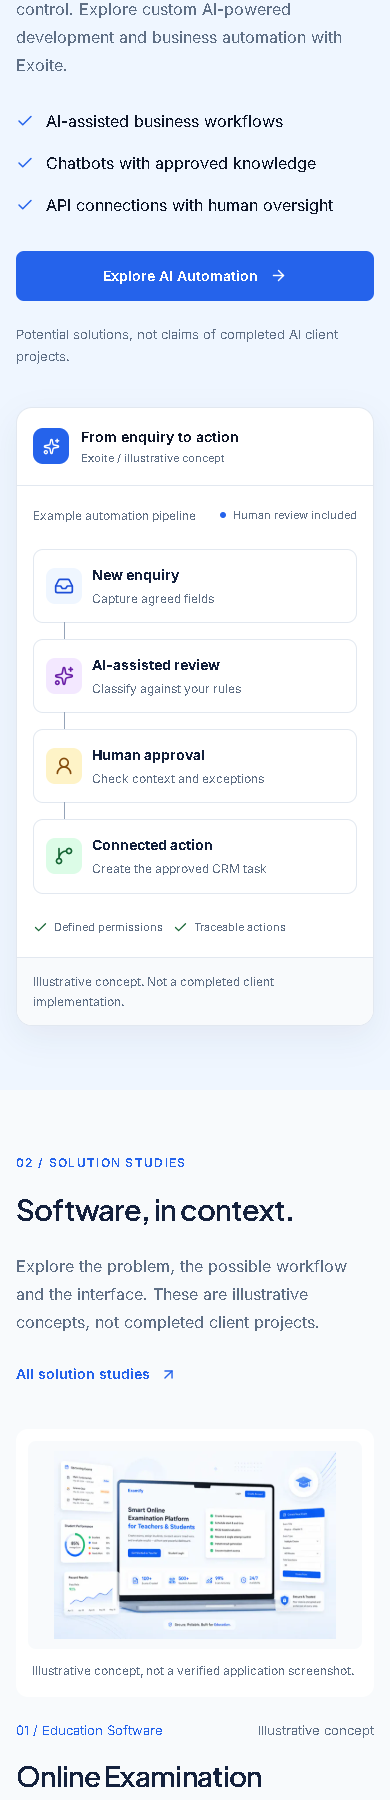 control. Explore custom AI-powered
development and business automation with
Exoite.
AI-assisted business workflows
Chatbots with approved knowledge
API connections with human oversight
Explore AI Automation
Potential solutions, not claims of completed AI client
projects.
From enquiry to action
Exoite / illustrative concept
Example automation pipeline
Human review included
New enquiry
Capture agreed fields
AI-assisted review
Classify against your rules
Human approval
Check context and exceptions
Connected action
Create the approved CRM task
Defined permissions
Traceable actions
Illustrative concept. Not a completed client
implementation.
02 / SOLUTION STUDIES
Software, in context.
Explore the problem, the possible workflow
and the interface. These are illustrative
concepts, not completed client projects.
All solution studies
Smart Online
Examination Platform
for Teachers & Students
Illustrative concept, not a verified application screenshot.
01 / Education Software
Illustrative concept
Online Examination